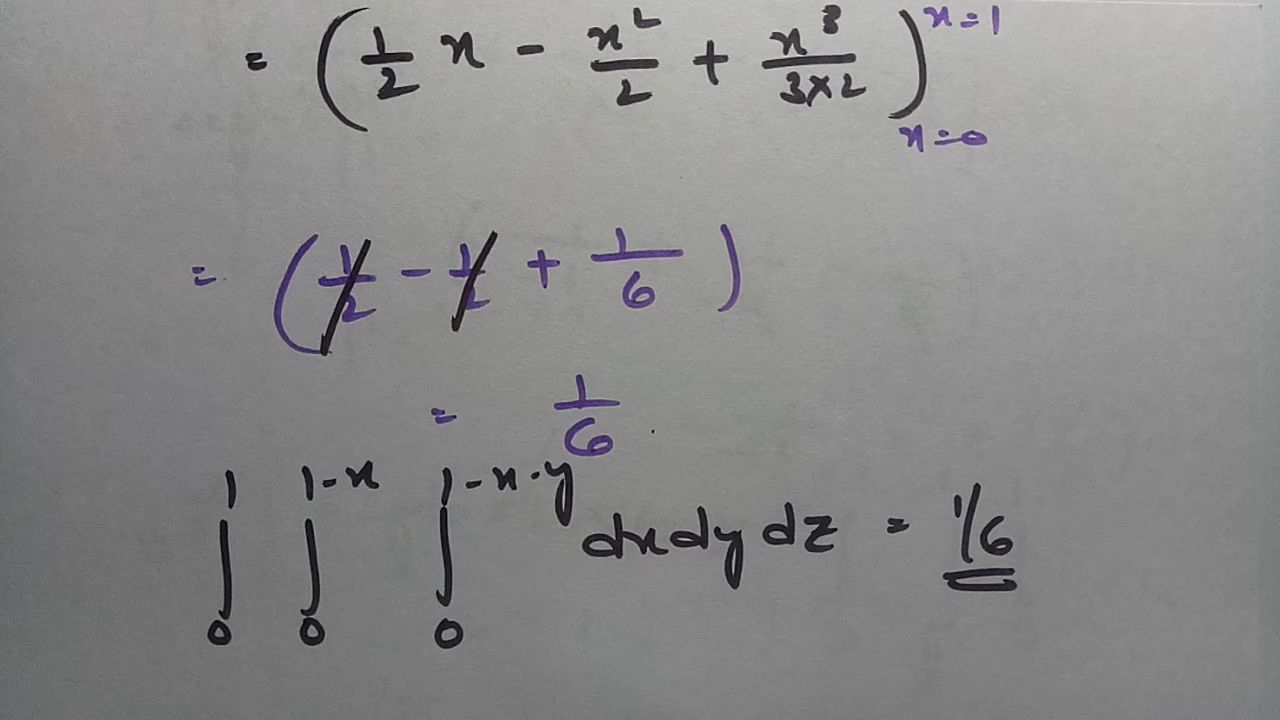 = (1/2 x - x²/2 + x³/3×2) x=1 x=0
= (1/2 - 1/2 + 1/6)
= 1/6
∫₀¹ ∫₀^(1-x) ∫₀^(1-x-y) dx dy dz = 1/6